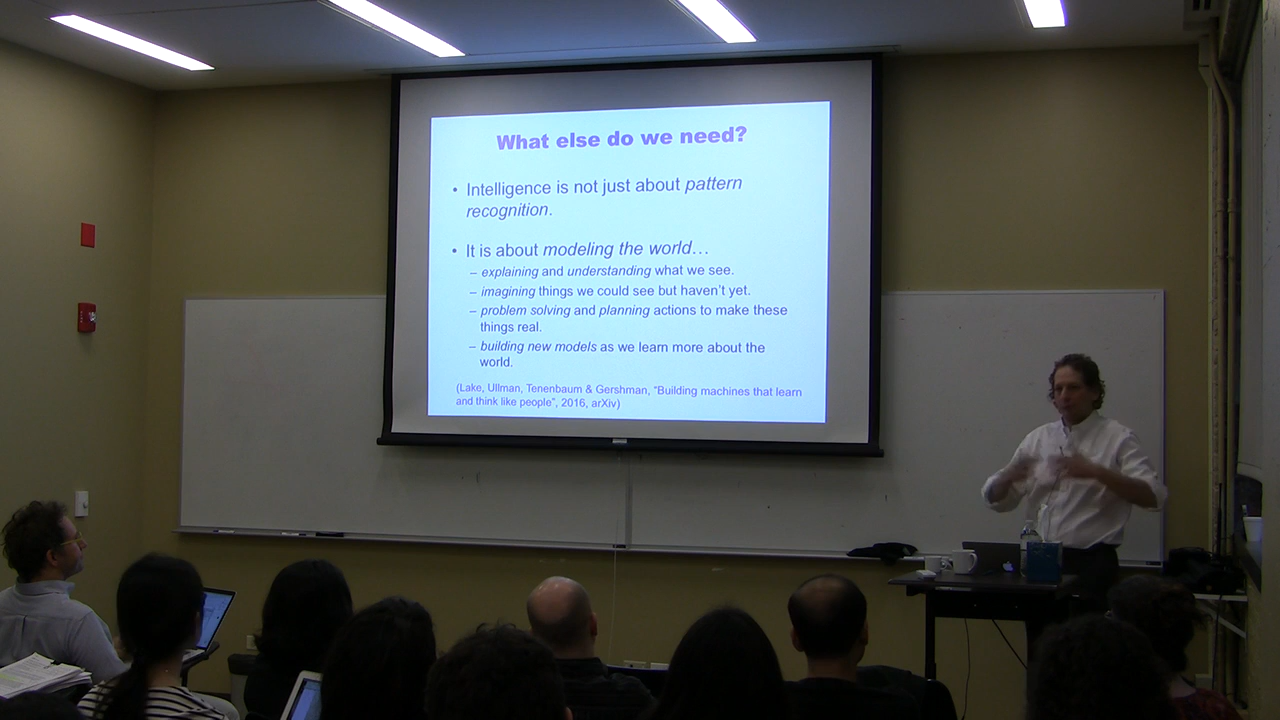 What else do we need?
• Intelligence is not just about pattern
recognition.
• It is about modeling the world…
– explaining and understanding what we see.
– imagining things we could see but haven't yet.
– problem solving and planning actions to make these
things real.
– building new models as we learn more about the
world.
(Lake, Ullman, Tenenbaum & Gershman, "Building machines that learn
and think like people", 2016, arXiv)